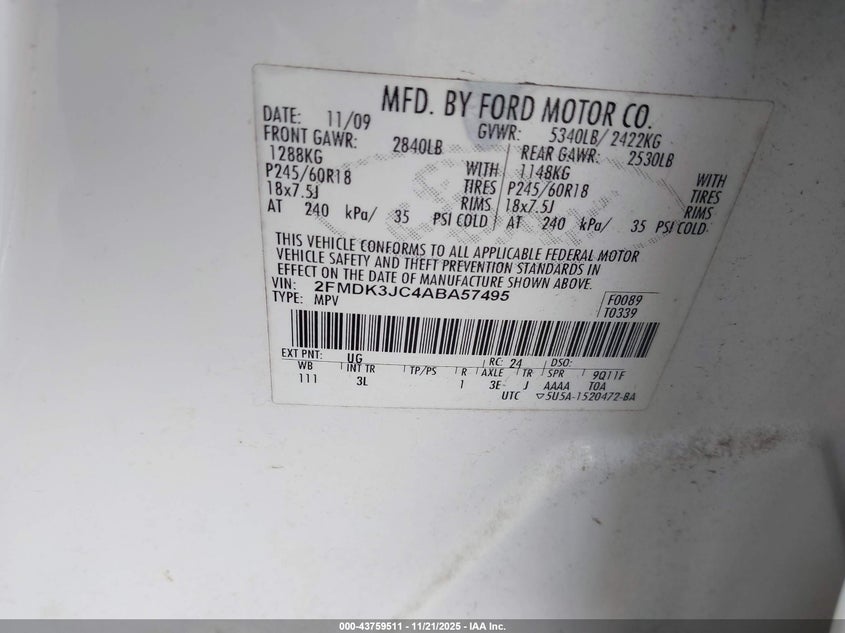 MFD. BY FORD MOTOR CO.
DATE: 11/09 GVWR: 5340LB/ 2422KG
FRONT GAWR: 2840LB REAR GAWR: 2530LB
1288KG WITH 1148KG WITH
P245/60R18 TIRES P245/60R18 TIRES
18x7.5J RIMS 18x7.5J RIMS
AT 240 kPa/ 35 PSI COLD AT 240 kPa/ 35 PSI COLD
THIS VEHICLE CONFORMS TO ALL APPLICABLE FEDERAL MOTOR
VEHICLE SAFETY AND THEFT PREVENTION STANDARDS IN
EFFECT ON THE DATE OF MANUFACTURE SHOWN ABOVE.
VIN: 2FMDK3JC4ABA57495 F0089
TYPE: MPV T0339
EXT PNT: UG RC: 24 DSO:
WB INT TR TP/PS R AXLE TR SPR 9Q11F
111 3L 1 3E J AAAA TOA
UTC ▽5U5A-1520472-BA
000-43759511 - 11/21/2025 - IAA Inc.